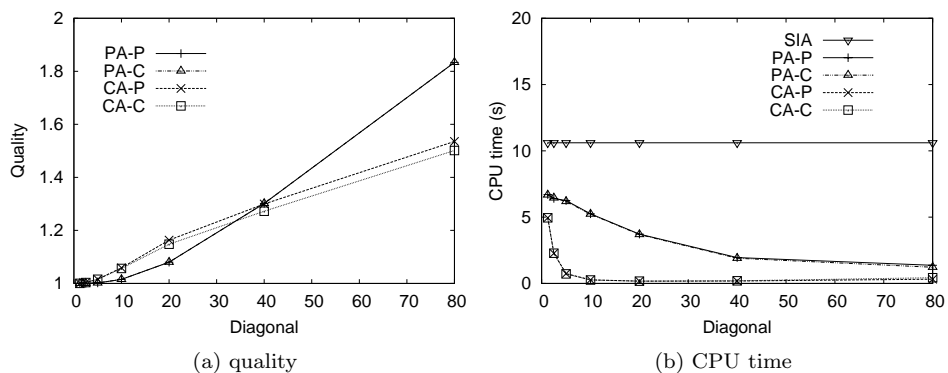 2
1.8
1.6
1.4
1.2
1
Quality
PA-P
PA-C
CA-P
CA-C
0 10 20 30 40 50 60 70 80
Diagonal
(a) quality
20
15
10
5
0
CPU time (s)
SIA
PA-P
PA-C
CA-P
CA-C
0 10 20 30 40 50 60 70 80
Diagonal
(b) CPU time